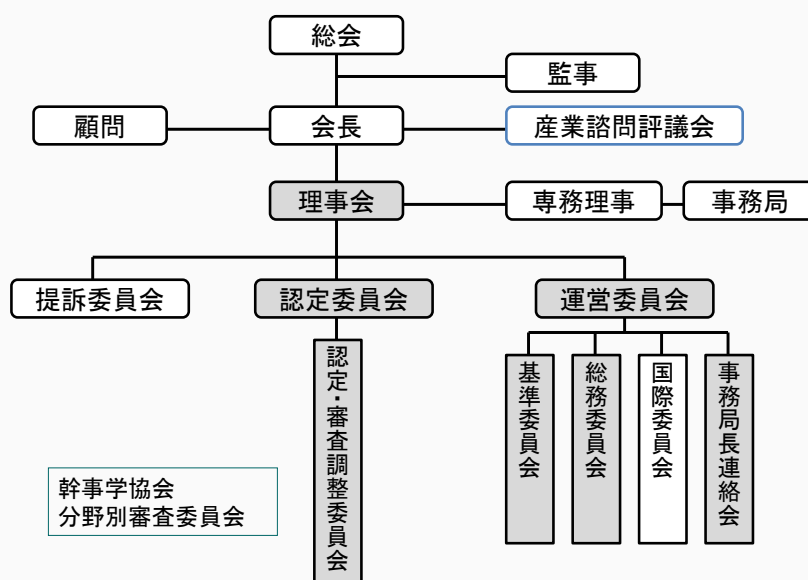 総会
監事
顧問
会長
産業諮問評議会
理事会
専務理事
事務局
提訴委員会
認定委員会
運営委員会
認定・審査調整委員会
基準委員会
総務委員会
国際委員会
事務局長連絡会
幹事学協会
分野別審査委員会